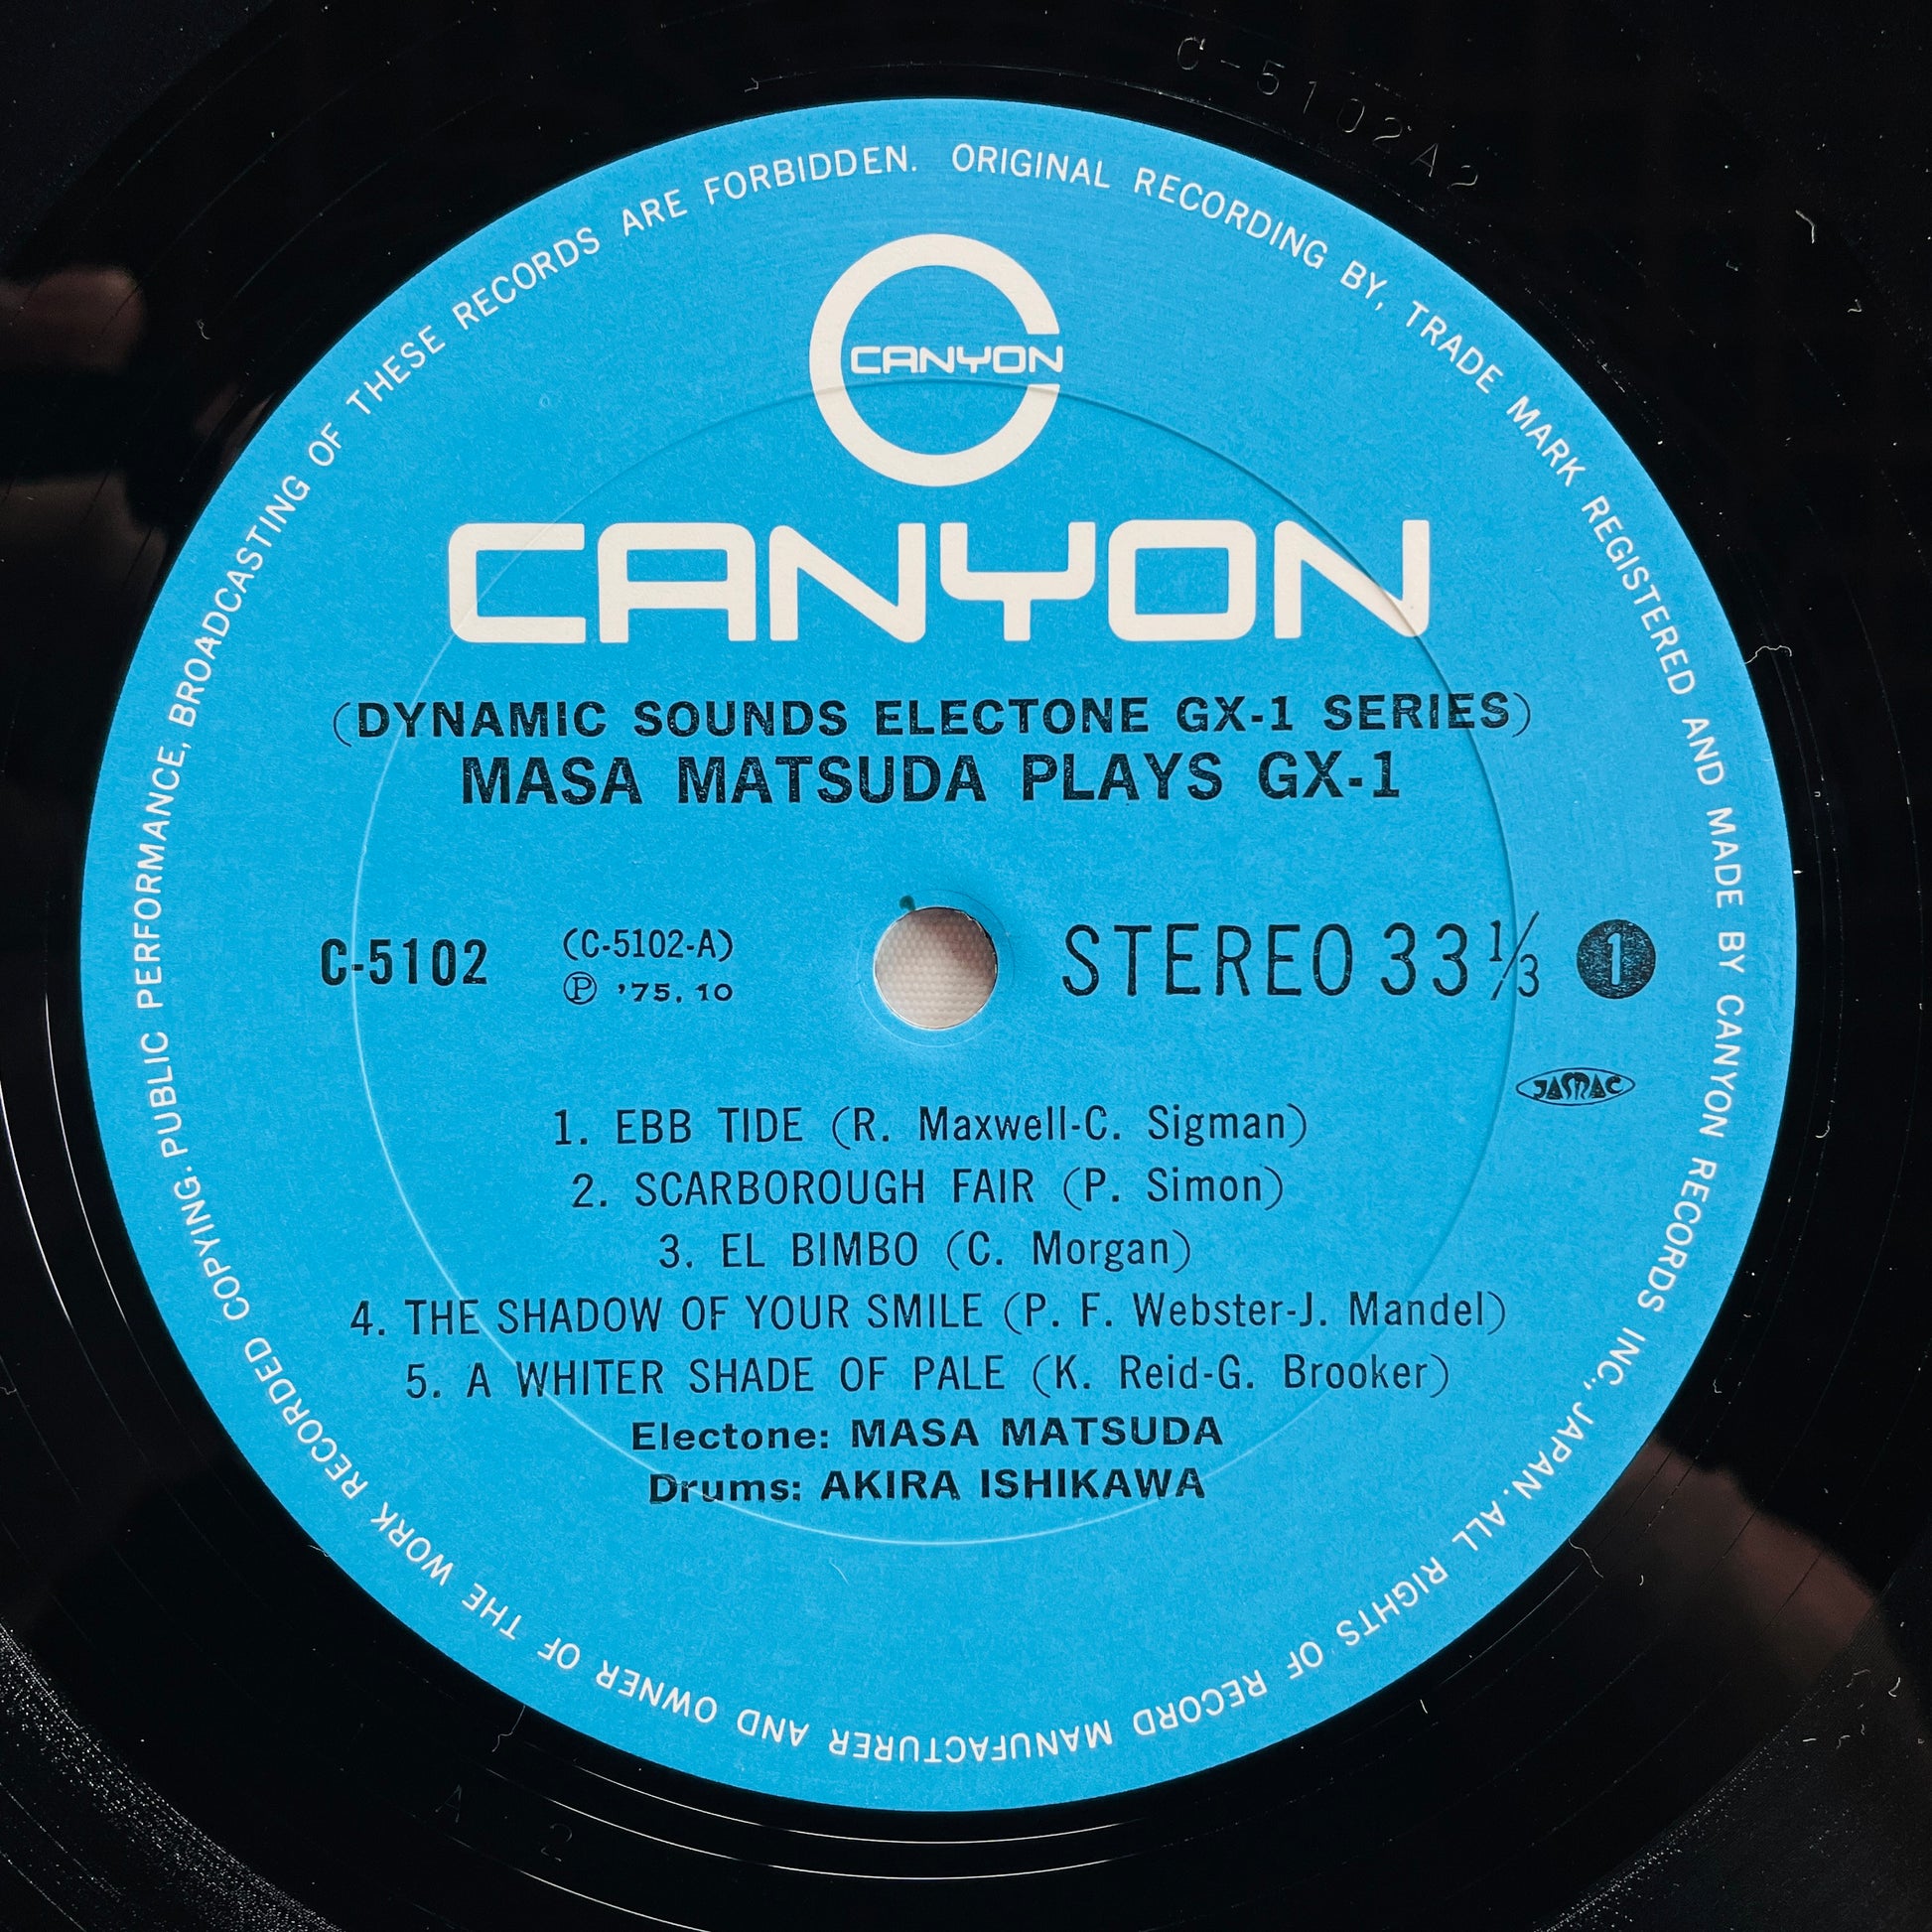 C-5102A2
ORIGINAL RECORDING BY, TRADE MARK REGISTERED AND MADE BY CANYON RECORDS INC., JAPAN. ALL RIGHTS OF RECORD MANUFACTURER AND OWNER OF THE WORK RECORDED COPYING. PUBLIC PERFORMANCE, BROADCASTING OF THESE RECORDS ARE FORBIDDEN.
CANYON
CANYON
(DYNAMIC SOUNDS ELECTONE GX-1 SERIES)
MASA MATSUDA PLAYS GX-1
C-5102 (C-5102-A) STEREO 33 1/3 1
Ⓟ '75. 10
JASRAC
1. EBB TIDE (R. Maxwell-C. Sigman)
2. SCARBOROUGH FAIR (P. Simon)
3. EL BIMBO (C. Morgan)
4. THE SHADOW OF YOUR SMILE (P. F. Webster-J. Mandel)
5. A WHITER SHADE OF PALE (K. Reid-G. Brooker)
Electone: MASA MATSUDA
Drums: AKIRA ISHIKAWA
A 2